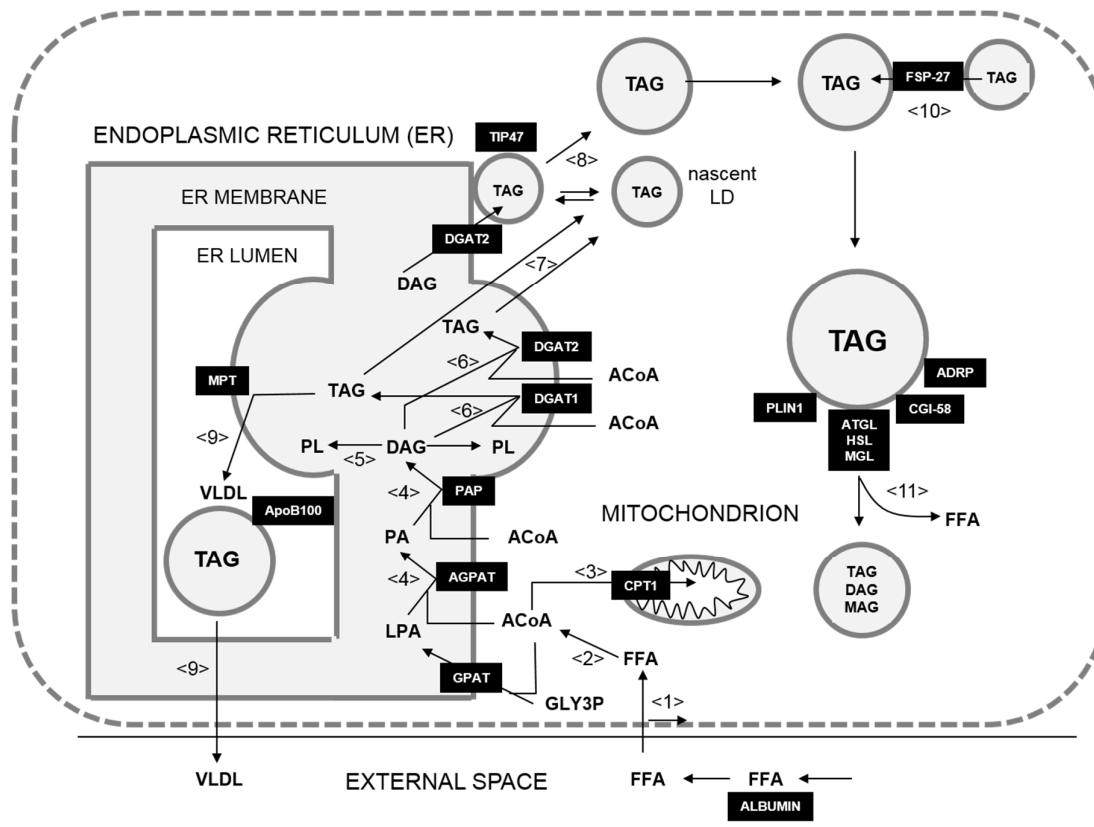 TAG
TAG
FSP-27
TAG
<10>
ENDOPLASMIC RETICULUM (ER)
TIP47
<8>
TAG
TAG
nascent
LD
ER MEMBRANE
DGAT2
ER LUMEN
<7>
DAG
TAG
DGAT2
<6>
ACoA
TAG
ADRP
MPT
TAG
DGAT1
PLIN1
CGI-58
<6>
ACoA
ATGL
HSL
MGL
<9>
PL
<5>
DAG
PL
VLDL
<4>
PAP
<11>
FFA
ApoB100
MITOCHONDRION
PA
ACoA
TAG
<3>
CPT1
TAG
DAG
MAG
<4>
AGPAT
LPA
ACoA
<2>
FFA
<9>
GPAT
GLY3P
<1>
VLDL
EXTERNAL SPACE
FFA
FFA
ALBUMIN